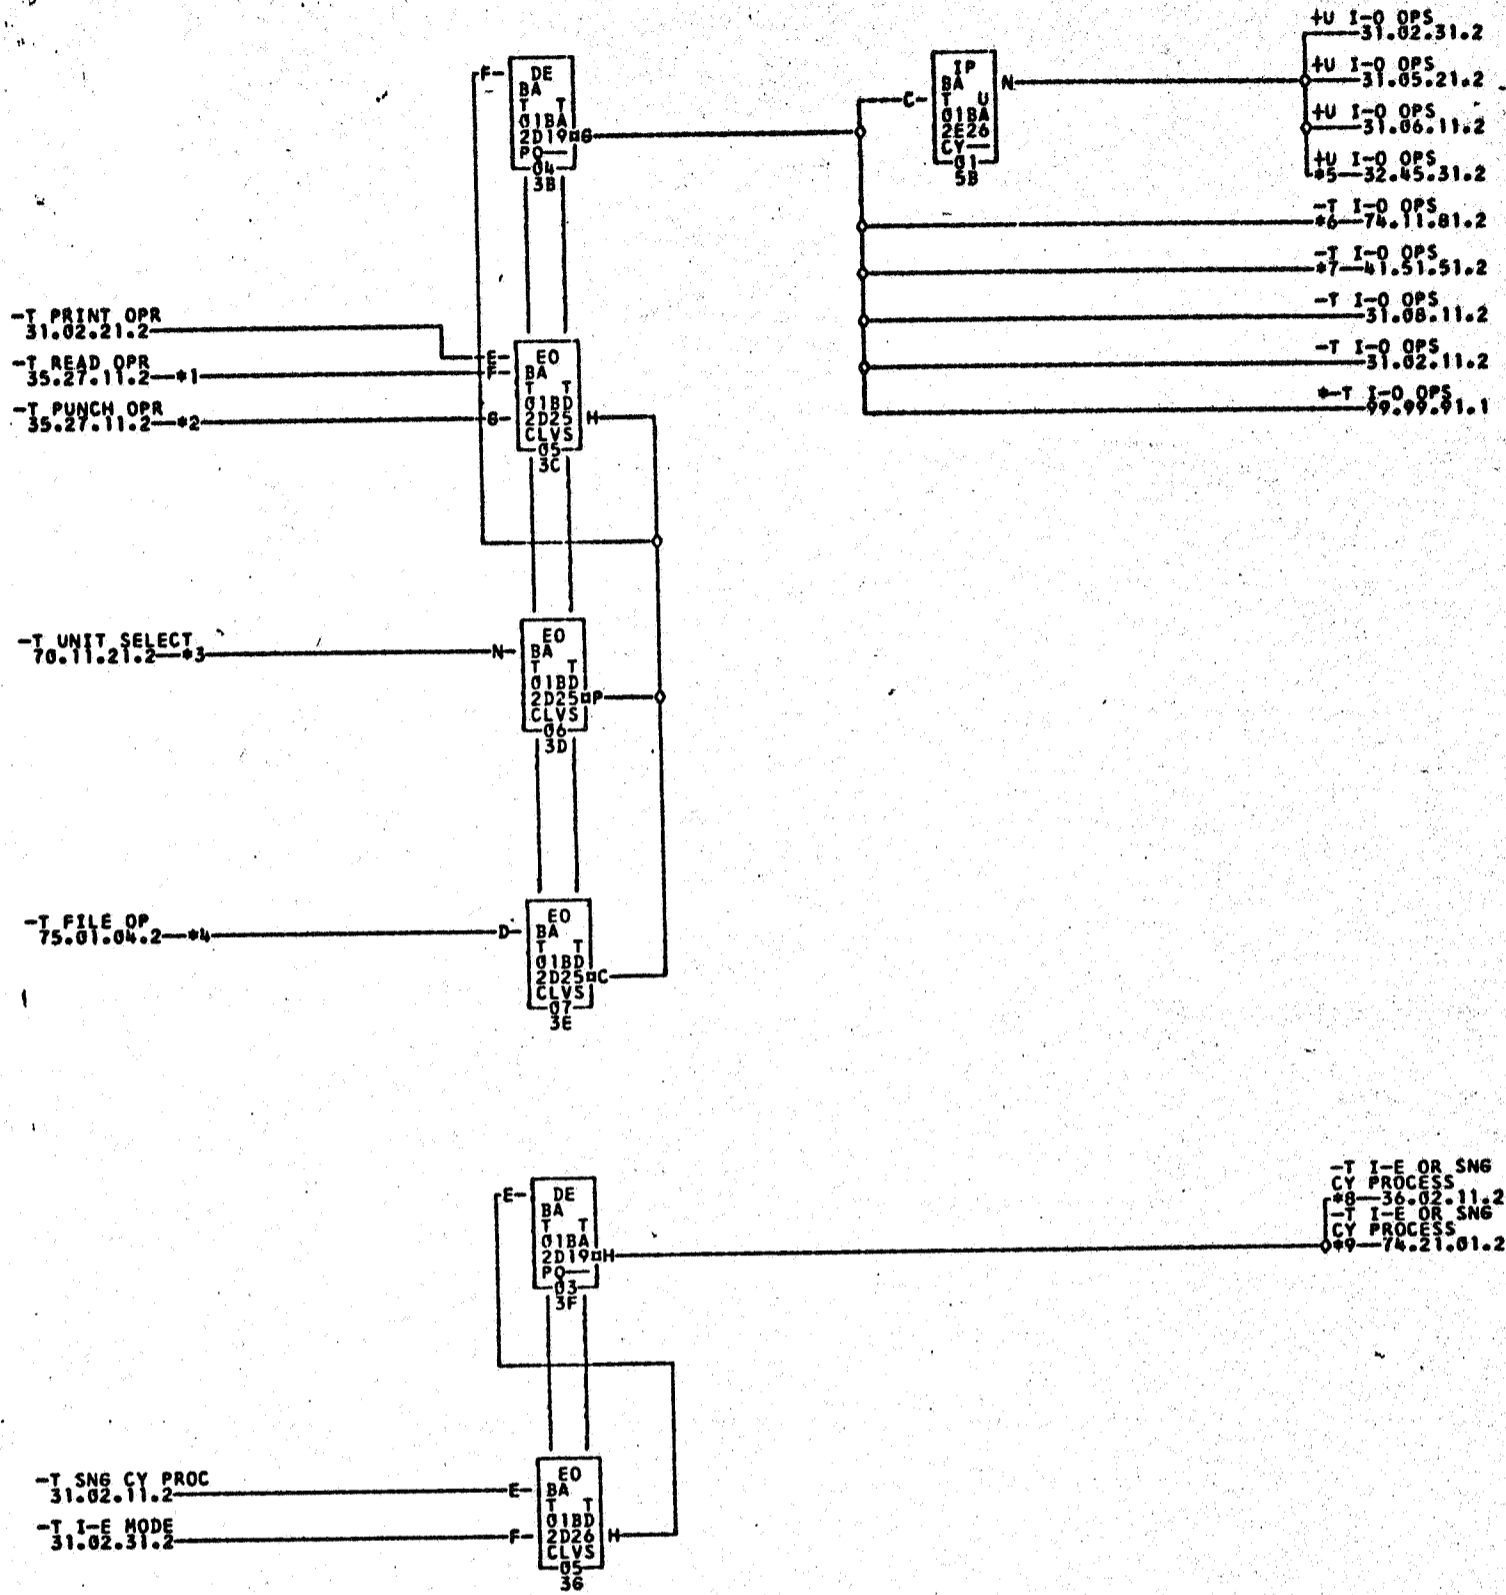 +U I-O OPS
31.02.31.2
+U I-O OPS
31.05.21.2
+U I-O OPS
31.06.11.2
+U I-O OPS
*5—32.45.31.2
-T I-O OPS
*6—74.11.81.2
-T I-O OPS
*7—41.51.51.2
-T I-O OPS
31.08.11.2
-T I-O OPS
31.02.11.2
*-T I-O OPS
99.99.91.1
F
DE
BA
T T
01BA
2D19 G
PQ—
04
3B
C
IP
BA
T U
01BA
2E26
CY—
01
5B
N
-T PRINT OPR
31.02.21.2
-T READ OPR
35.27.11.2—*1
-T PUNCH OPR
35.27.11.2—*2
E
F
G
EO
BA
T T
01BD
2D25 H
CLVS
05
3C
-T UNIT SELECT
70.11.21.2—*3
N
EO
BA
T T
01BD
2D25 P
CLVS
06
3D
-T FILE OP
75.01.04.2—*4
D
EO
BA
T T
01BD
2D25 C
CLVS
07
3E
E
DE
BA
T T
01BA
2D19 H
PQ—
03
3F
-T I-E OR SNG
CY PROCESS
*8—36.02.11.2
-T I-E OR SNG
CY PROCESS
*9—74.21.01.2
-T SNG CY PROC
31.02.11.2
-T I-E MODE
31.02.31.2
E
F
EO
BA
T T
01BD
2D26 H
CLVS
05
3G